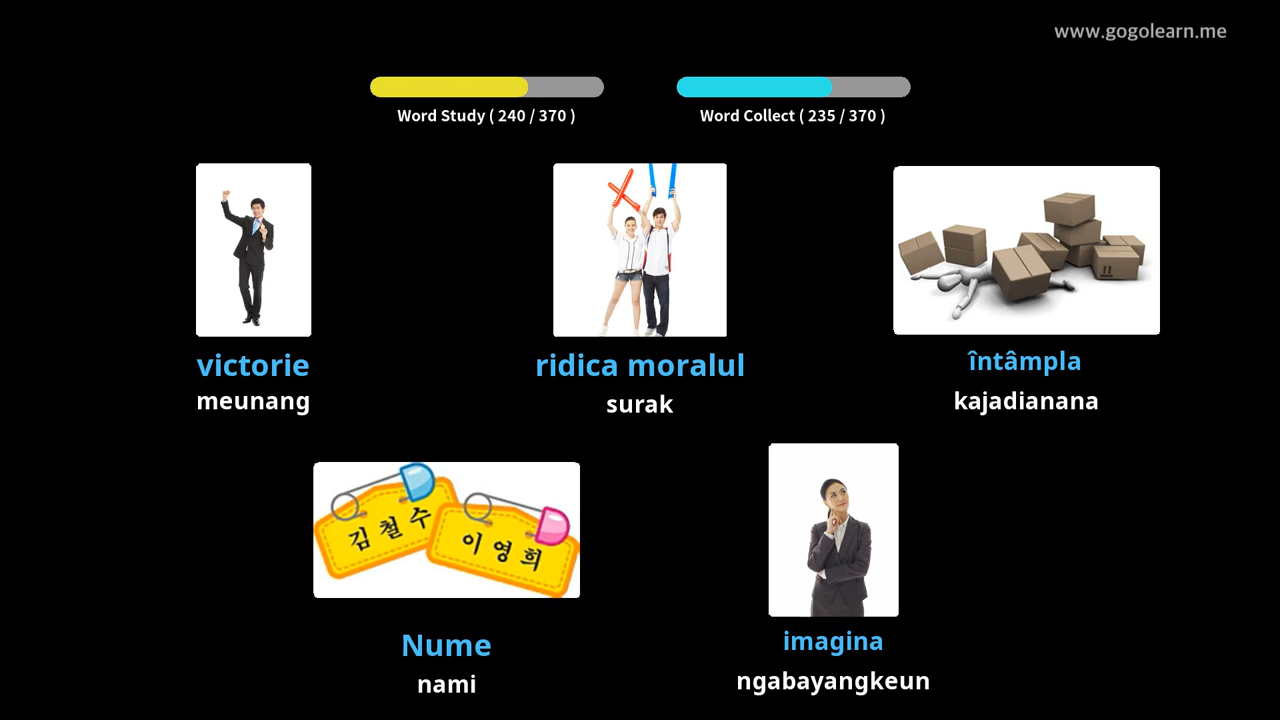 www.gogolearn.me
Word Study ( 240 / 370 )
Word Collect ( 235 / 370 )
victorie
meunang
ridica moralul
surak
întâmpla
kajadianana
김철수
이영희
Nume
nami
imagina
ngabayangkeun